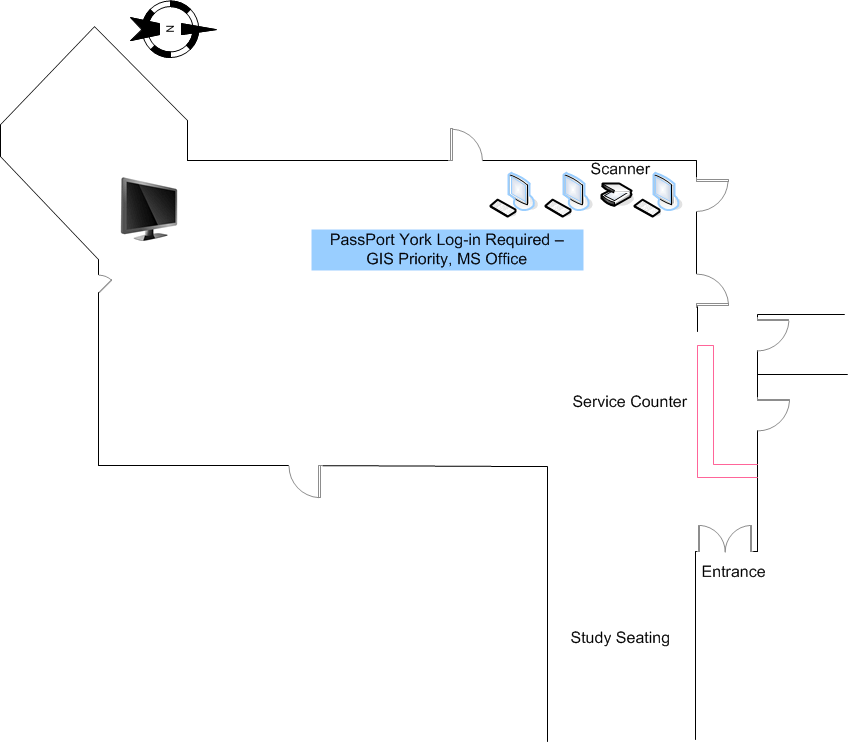 N
Scanner
PassPort York Log-in Required –
GIS Priority, MS Office
Service Counter
Entrance
Study Seating